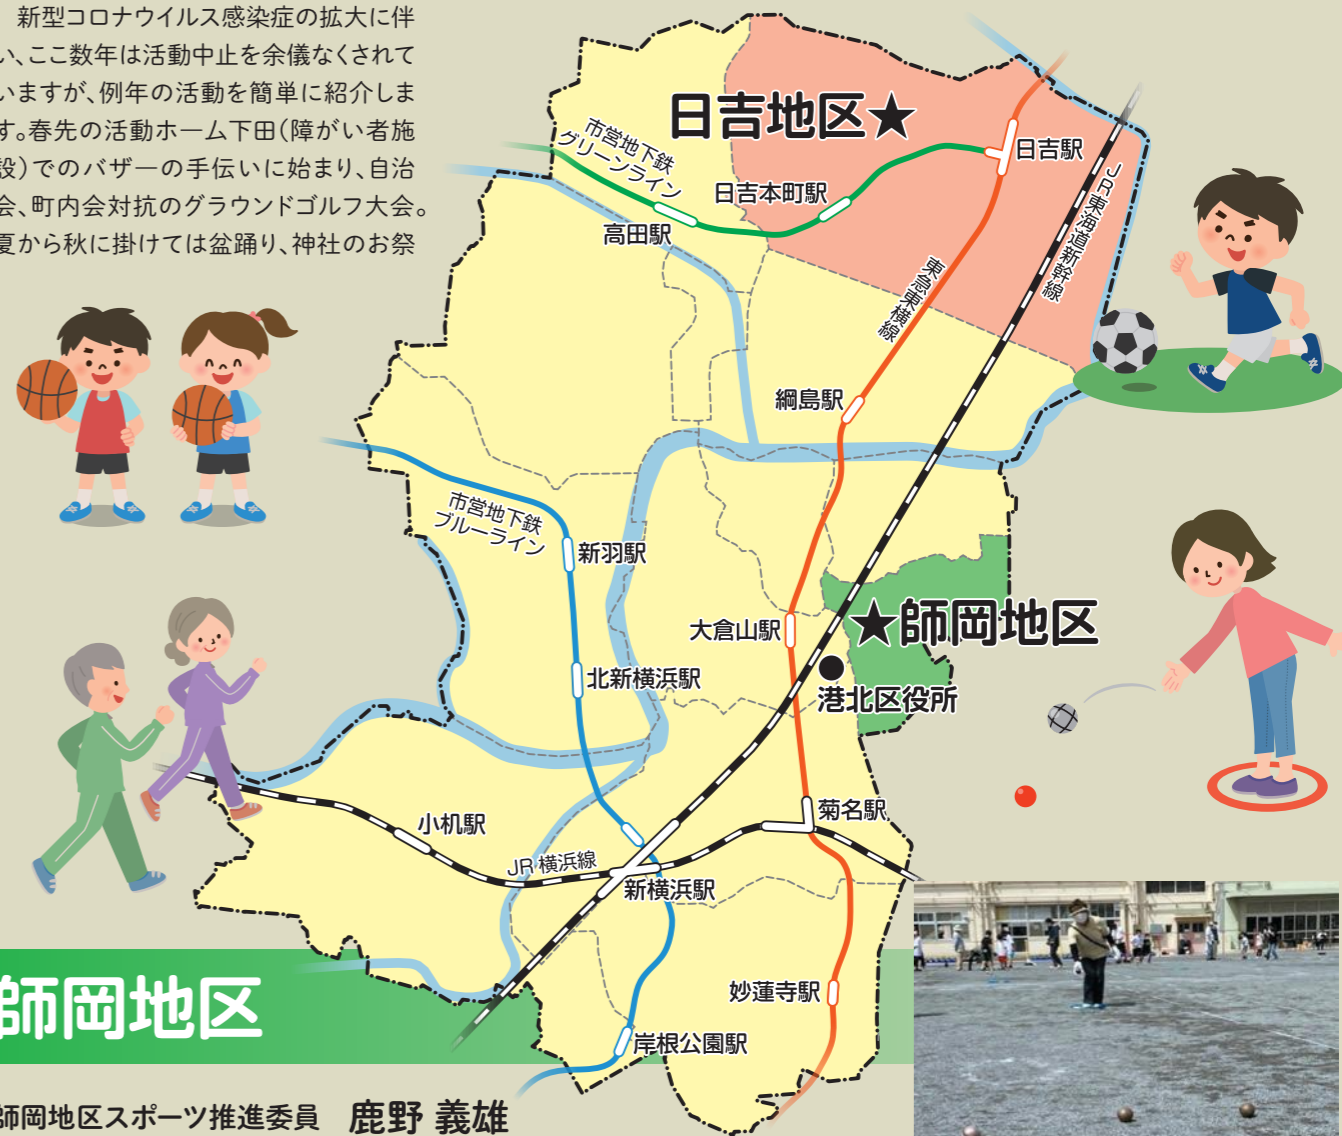 新型コロナウイルス感染症の拡大に伴
い、ここ数年は活動中止を余儀なくされて
いますが、例年の活動を簡単に紹介しま
す。春先の活動ホーム下田（障がい者施
設）でのバザーの手伝いに始まり、自治
会、町内会対抗のグラウンドゴルフ大会。
夏から秋に掛けては盆踊り、神社のお祭
日吉地区★
市営地下鉄
グリーンライン
日吉駅
日吉本町駅
高田駅
JR東海道新幹線
東急東横線
綱島駅
市営地下鉄
ブルーライン
新羽駅
大倉山駅
★師岡地区
北新横浜駅
港北区役所
小机駅
菊名駅
JR 横浜線
新横浜駅
妙蓮寺駅
岸根公園駅
師岡地区
師岡地区スポーツ推進委員 鹿野 義雄